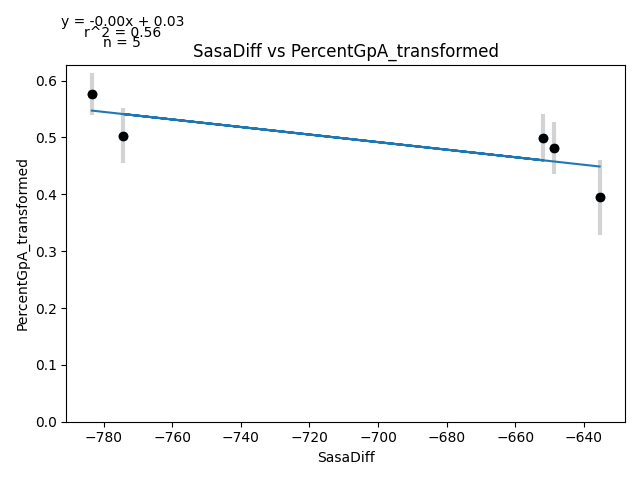 y = -0.00x + 0.03
r^2 = 0.56
n = 5
SasaDiff vs PercentGpA_transformed
PercentGpA_transformed
0.6
0.5
0.4
0.3
0.2
0.1
0.0
−780 −760 −740 −720 −700 −680 −660 −640
SasaDiff